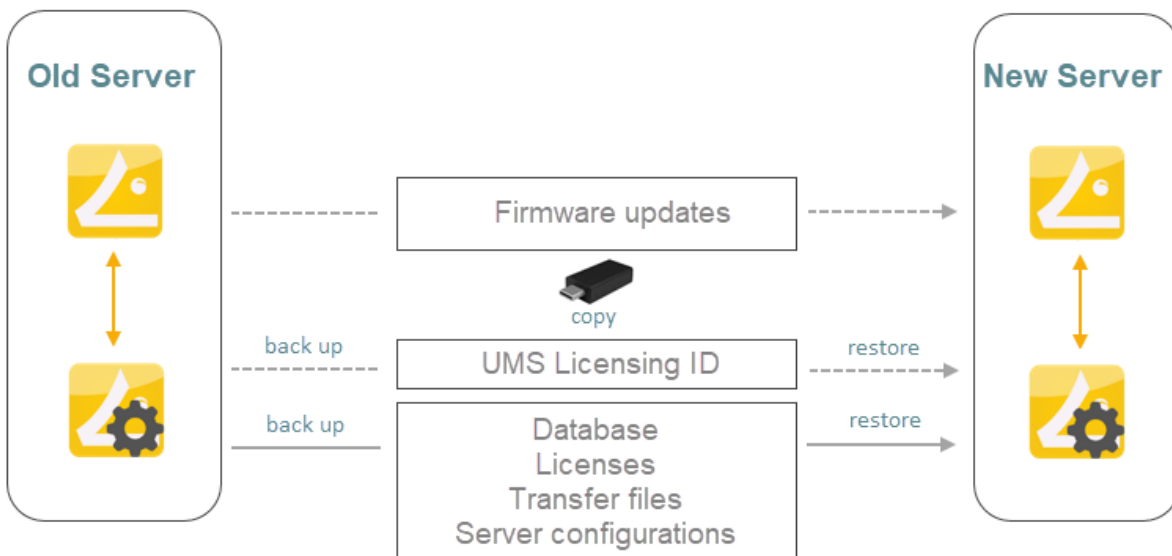 Old Server
New Server
Firmware updates
copy
back up
UMS Licensing ID
restore
back up
Database
restore
Licenses
Transfer files
Server configurations